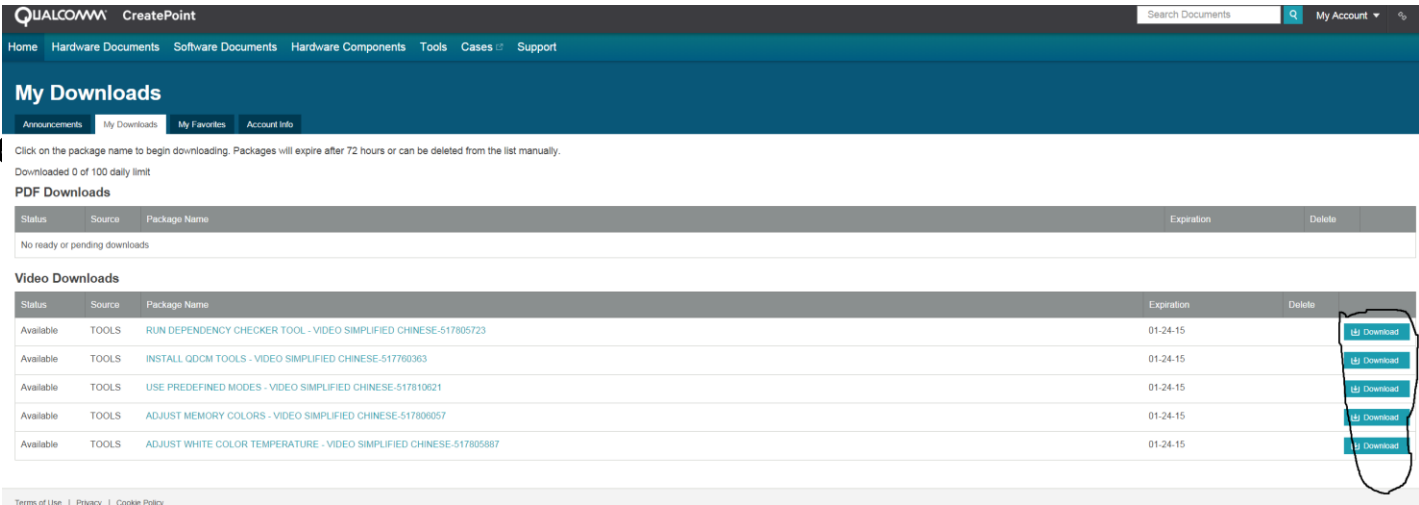 QUALCOMM CreatePoint Search Documents My Account
Home Hardware Documents Software Documents Hardware Components Tools Cases Support
My Downloads
Announcements My Downloads My Favorites Account Info
Click on the package name to begin downloading. Packages will expire after 72 hours or can be deleted from the list manually.
Downloaded 0 of 100 daily limit
PDF Downloads
Status Source Package Name Expiration Delete
No ready or pending downloads
Video Downloads
Status Source Package Name Expiration Delete
Available TOOLS RUN DEPENDENCY CHECKER TOOL - VIDEO SIMPLIFIED CHINESE-517805723 01-24-15 Download
Available TOOLS INSTALL QDCM TOOLS - VIDEO SIMPLIFIED CHINESE-517760363 01-24-15 Download
Available TOOLS USE PREDEFINED MODES - VIDEO SIMPLIFIED CHINESE-517810621 01-24-15 Download
Available TOOLS ADJUST MEMORY COLORS - VIDEO SIMPLIFIED CHINESE-517806057 01-24-15 Download
Available TOOLS ADJUST WHITE COLOR TEMPERATURE - VIDEO SIMPLIFIED CHINESE-517805887 01-24-15 Download
Terms of Use | Privacy | Cookie Policy